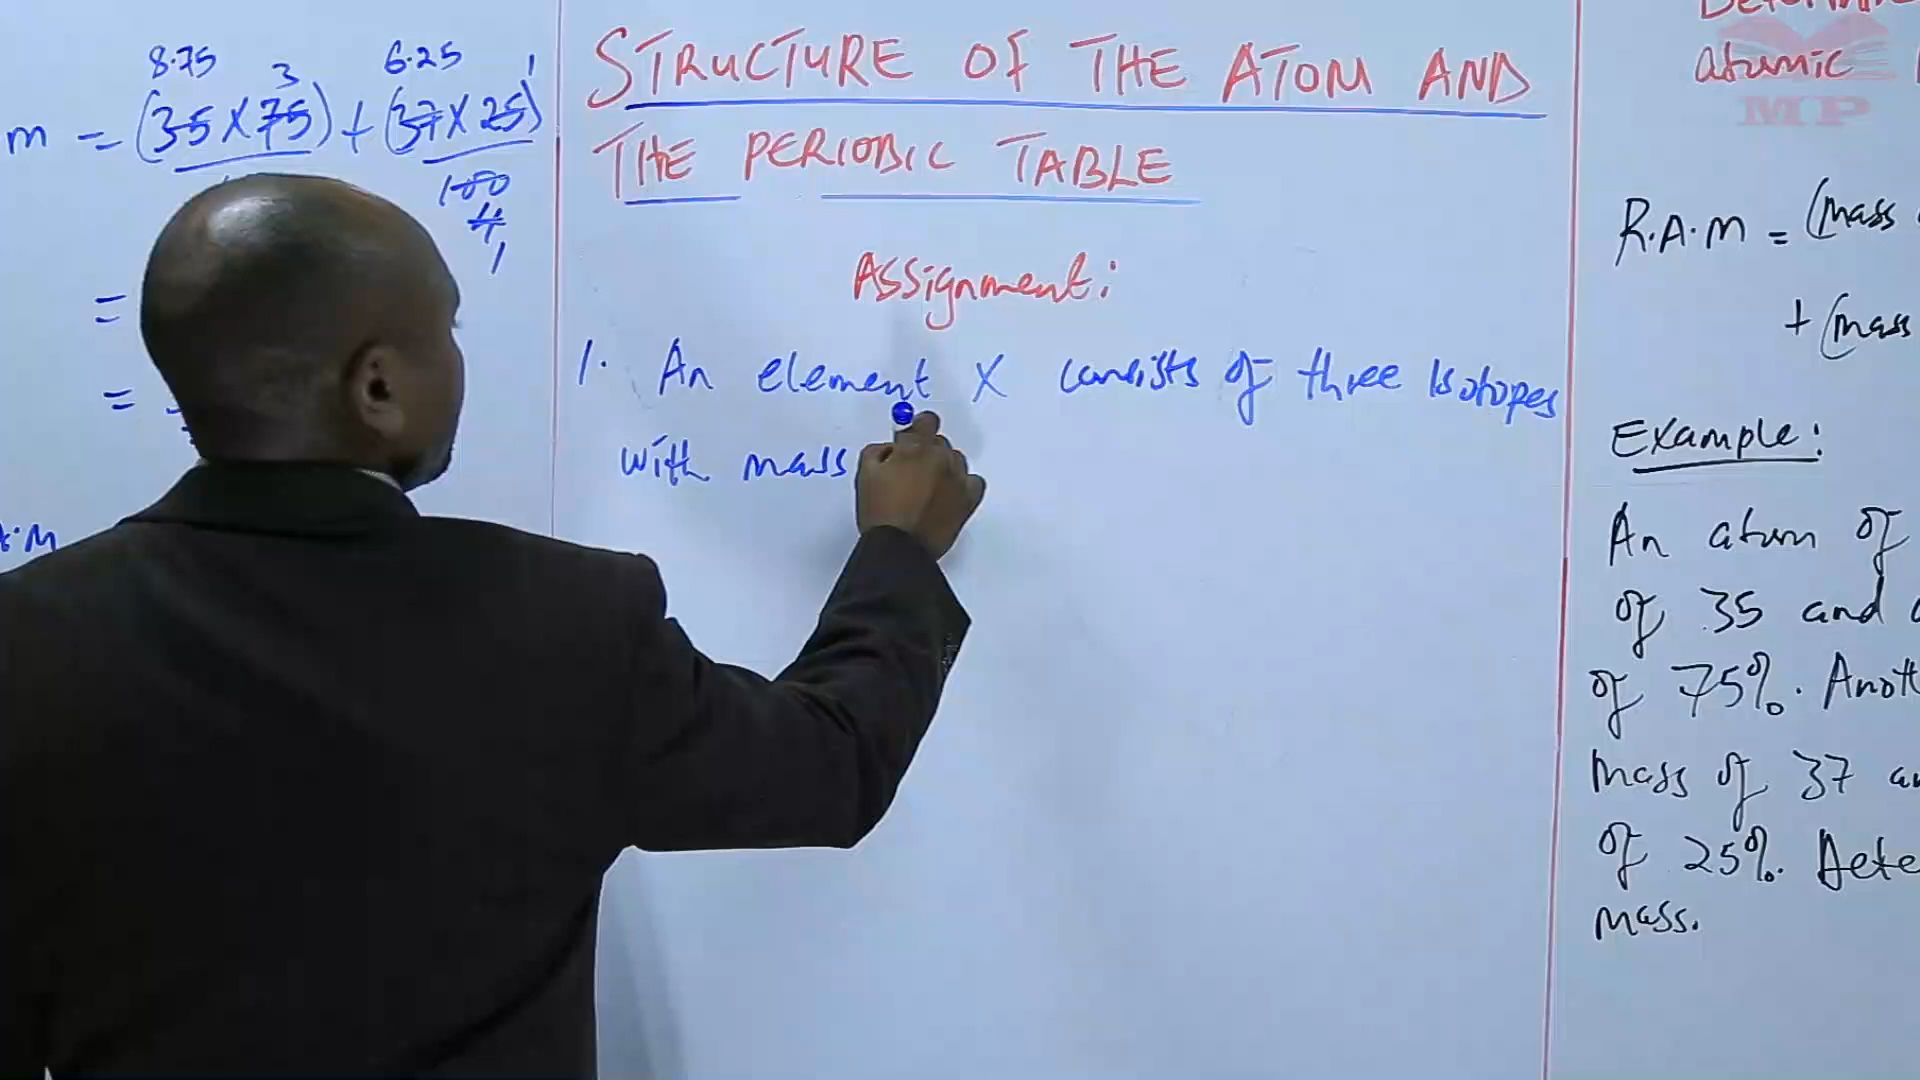 8.75 3 6.25 1
m = (35 x 75) + (37 x 25)
100
4
1
=
=
A.M
STRUCTURE OF THE ATOM AND
THE PERIODIC TABLE
Assignment:
1. An element X consists of three Isotopes
with mass
atomic
MP
R.A.M = (mass
+ (mass
Example:
An atom of
of 35 and
of 75%.
mass of 37
of 25%.
mass.